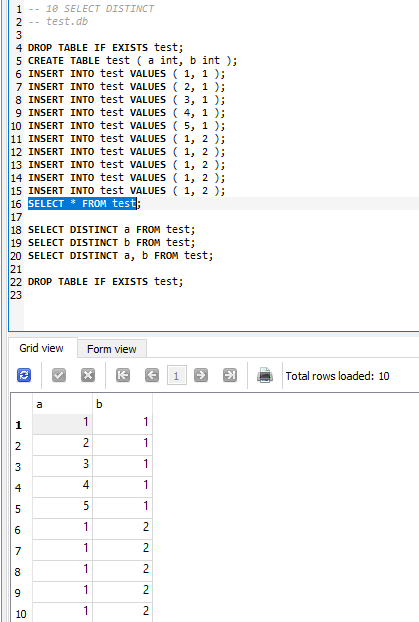 1 -- 10 SELECT DISTINCT
2 -- test.db
3
4 DROP TABLE IF EXISTS test;
5 CREATE TABLE test ( a int, b int );
6 INSERT INTO test VALUES ( 1, 1 );
7 INSERT INTO test VALUES ( 2, 1 );
8 INSERT INTO test VALUES ( 3, 1 );
9 INSERT INTO test VALUES ( 4, 1 );
10 INSERT INTO test VALUES ( 5, 1 );
11 INSERT INTO test VALUES ( 1, 2 );
12 INSERT INTO test VALUES ( 1, 2 );
13 INSERT INTO test VALUES ( 1, 2 );
14 INSERT INTO test VALUES ( 1, 2 );
15 INSERT INTO test VALUES ( 1, 2 );
16 SELECT * FROM test;
17
18 SELECT DISTINCT a FROM test;
19 SELECT DISTINCT b FROM test;
20 SELECT DISTINCT a, b FROM test;
21
22 DROP TABLE IF EXISTS test;
23
Grid view Form view
1 Total rows loaded: 10
a b
1 1 1
2 2 1
3 3 1
4 4 1
5 5 1
6 1 2
7 1 2
8 1 2
9 1 2
10 1 2